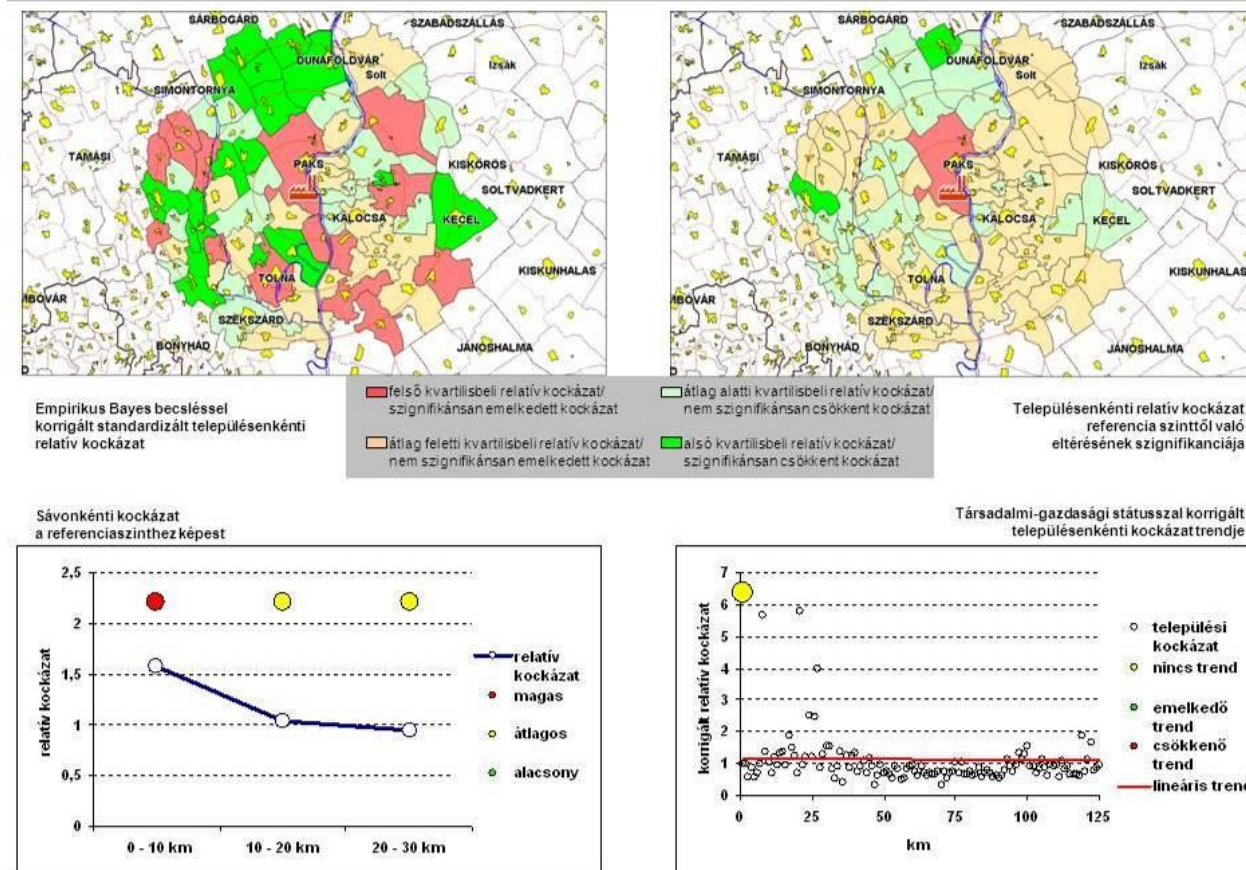 SÁRBOGÁRD
SZABADSZÁLLÁS
DUNAFÖLDVÁR
Izsák
Solt
SIMONTORNYA
TAMÁSI
PAKS
KISKŐRÖS
SOLTVADKERT
KALOCSA
KECEL
TOLNA
KISKUNHALAS
MBÓVÁR
SZEKSZÁRD
BONYHÁD
JÁNOSHALMA
SÁRBOGÁRD
SZABADSZÁLLÁS
DUNAFÖLDVÁR
Izsák
Solt
SIMONTORNYA
TAMÁSI
PAKS
KISKŐRÖS
SOLTVADKERT
KALOCSA
KECEL
TOLNA
KISKUNHALAS
MBÓVÁR
SZEKSZÁRD
BONYHÁD
JÁNOSHALMA
Empirikus Bayes becsléssel
korrigált standardizált településenkénti
relatív kockázat
felső kvartilisbeli relatív kockázat/
szignifikánsan emelkedett kockázat
átlag feletti kvartilisbeli relatív kockázat/
nem szignifikánsan emelkedett kockázat
átlag alatti kvartilisbeli relatív kockázat/
nem szignifikánsan csökkent kockázat
alsó kvartilisbeli relatív kockázat/
szignifikánsan csökkent kockázat
Településenkénti relatív kockázat
referencia szinttől való
eltérésének szignifikanciája
Sávonkénti kockázat
a referenciaszinthez képest
relatív kockázat
2,5
2
1,5
1
0,5
0
0 - 10 km
10 - 20 km
20 - 30 km
relatív
kockázat
magas
átlagos
alacsony
Társadalmi-gazdasági státusszal korrigált
településenkénti kockázat trendje
korrigált relatív kockázat
7
6
5
4
3
2
1
0
0
25
50
75
100
125
km
települési
kockázat
nincs trend
emelkedő
trend
csökkenő
trend
lineáris trend